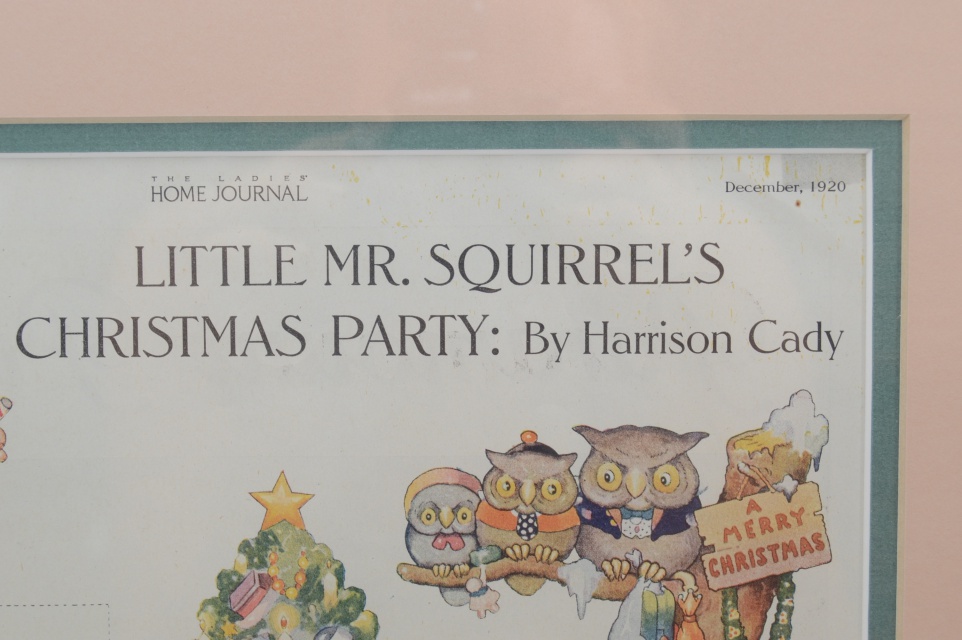 THE LADIES'
HOME JOURNAL
December, 1920
LITTLE MR. SQUIRREL'S
CHRISTMAS PARTY: By Harrison Cady
A
MERRY
CHRISTMAS